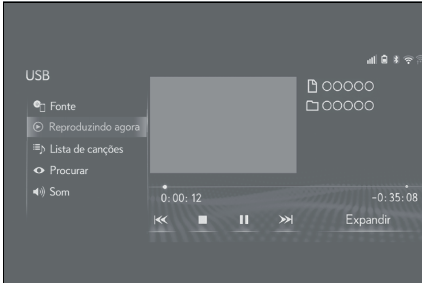 USB
Fonte
Reproduzindo agora
Lista de canções
Procurar
Som
OOOOO
OOOOO
0:00:12
-0:35:08
Expandir